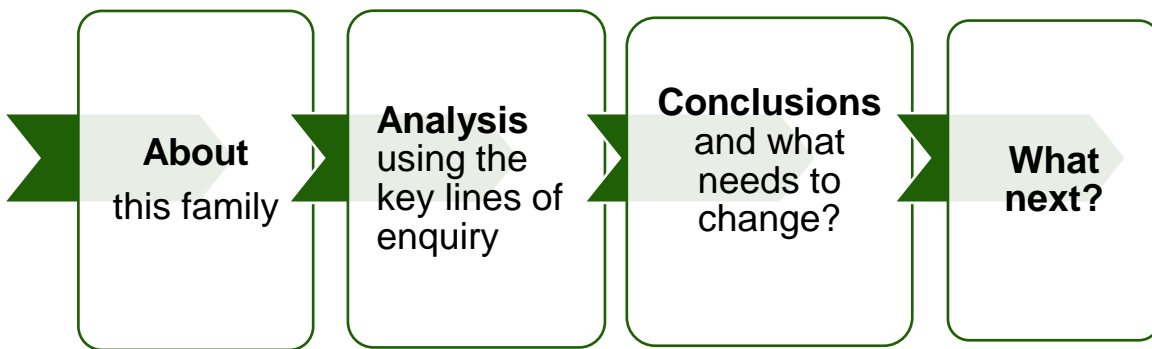 About
this family
Analysis
using the
key lines of
enquiry
Conclusions
and what
needs to
change?
What
next?